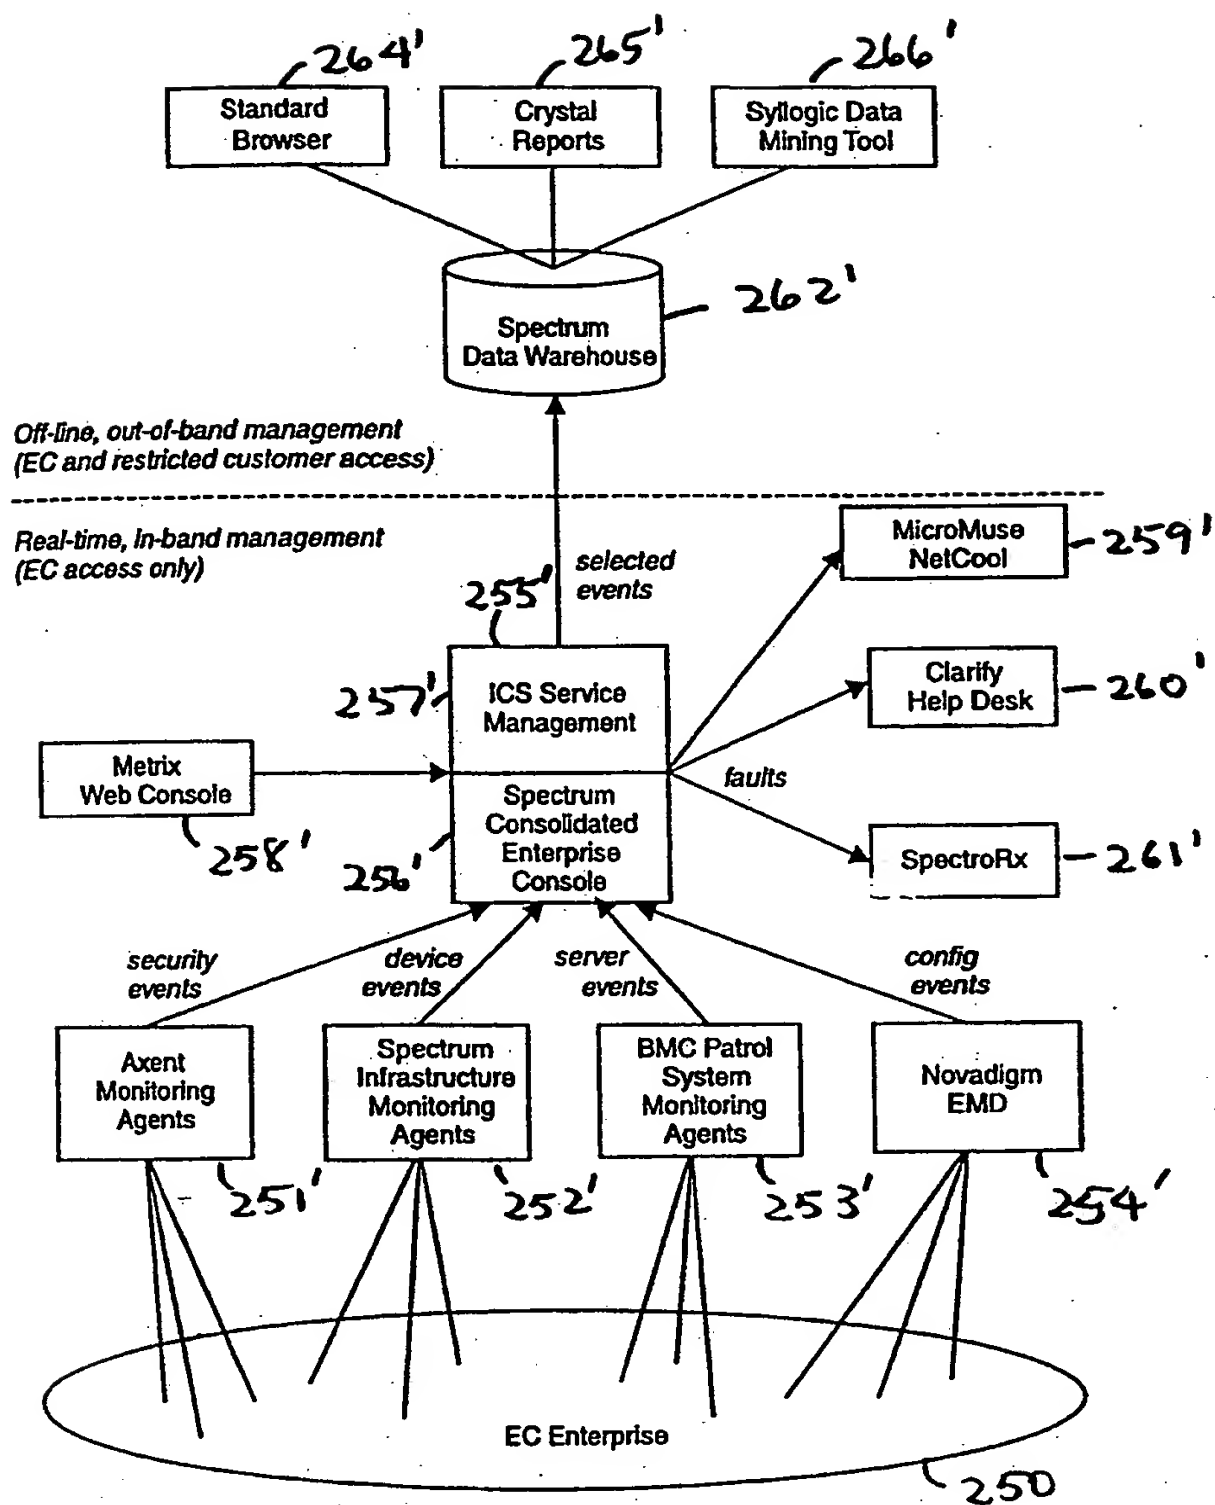 264'
265'
266'
Standard
Browser
Crystal
Reports
Syllogic Data
Mining Tool
262'
Spectrum
Data Warehouse
Off-line, out-of-band management
(EC and restricted customer access)
Real-time, in-band management
(EC access only)
selected
events
MicroMuse
NetCool
259'
255'
257'
ICS Service
Management
Clarify
Help Desk
260'
Metrix
Web Console
258'
faults
Spectrum
Consolidated
Enterprise
Console
256'
SpectroRx
261'
security
events
device
events
server
events
config
events
Axent
Monitoring
Agents
Spectrum
Infrastructure
Monitoring
Agents
BMC Patrol
System
Monitoring
Agents
Novadigm
EMD
251'
252'
253'
254'
EC Enterprise
250